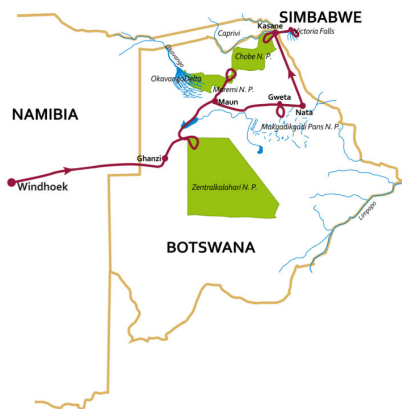 SIMBABWE
Kasane
Victoria Falls
Caprivi
Okavango
Chobe N. P.
OkavangoDelta
Moremi N. P.
Gweta
Maun
Nata
NAMIBIA
Makgadikgadi Pans N. P.
Ghanzi
Windhoek
Zentralkalahari N. P.
Limpopo
BOTSWANA